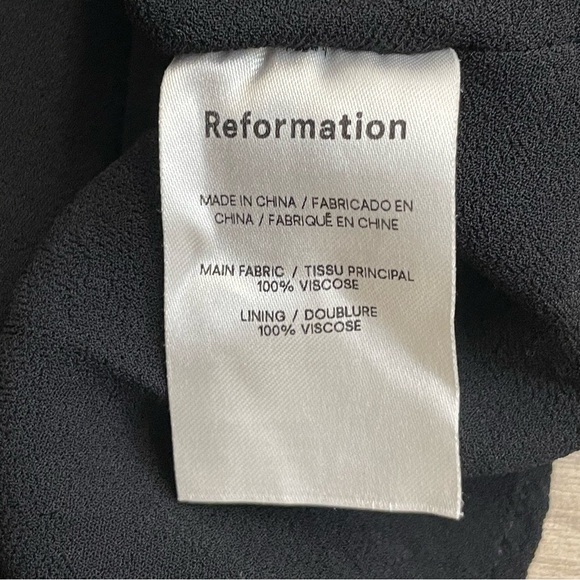 Reformation
MADE IN CHINA / FABRICADO EN
CHINA / FABRIQUÉ EN CHINE
MAIN FABRIC / TISSU PRINCIPAL
100% VISCOSE
LINING / DOUBLURE
100% VISCOSE